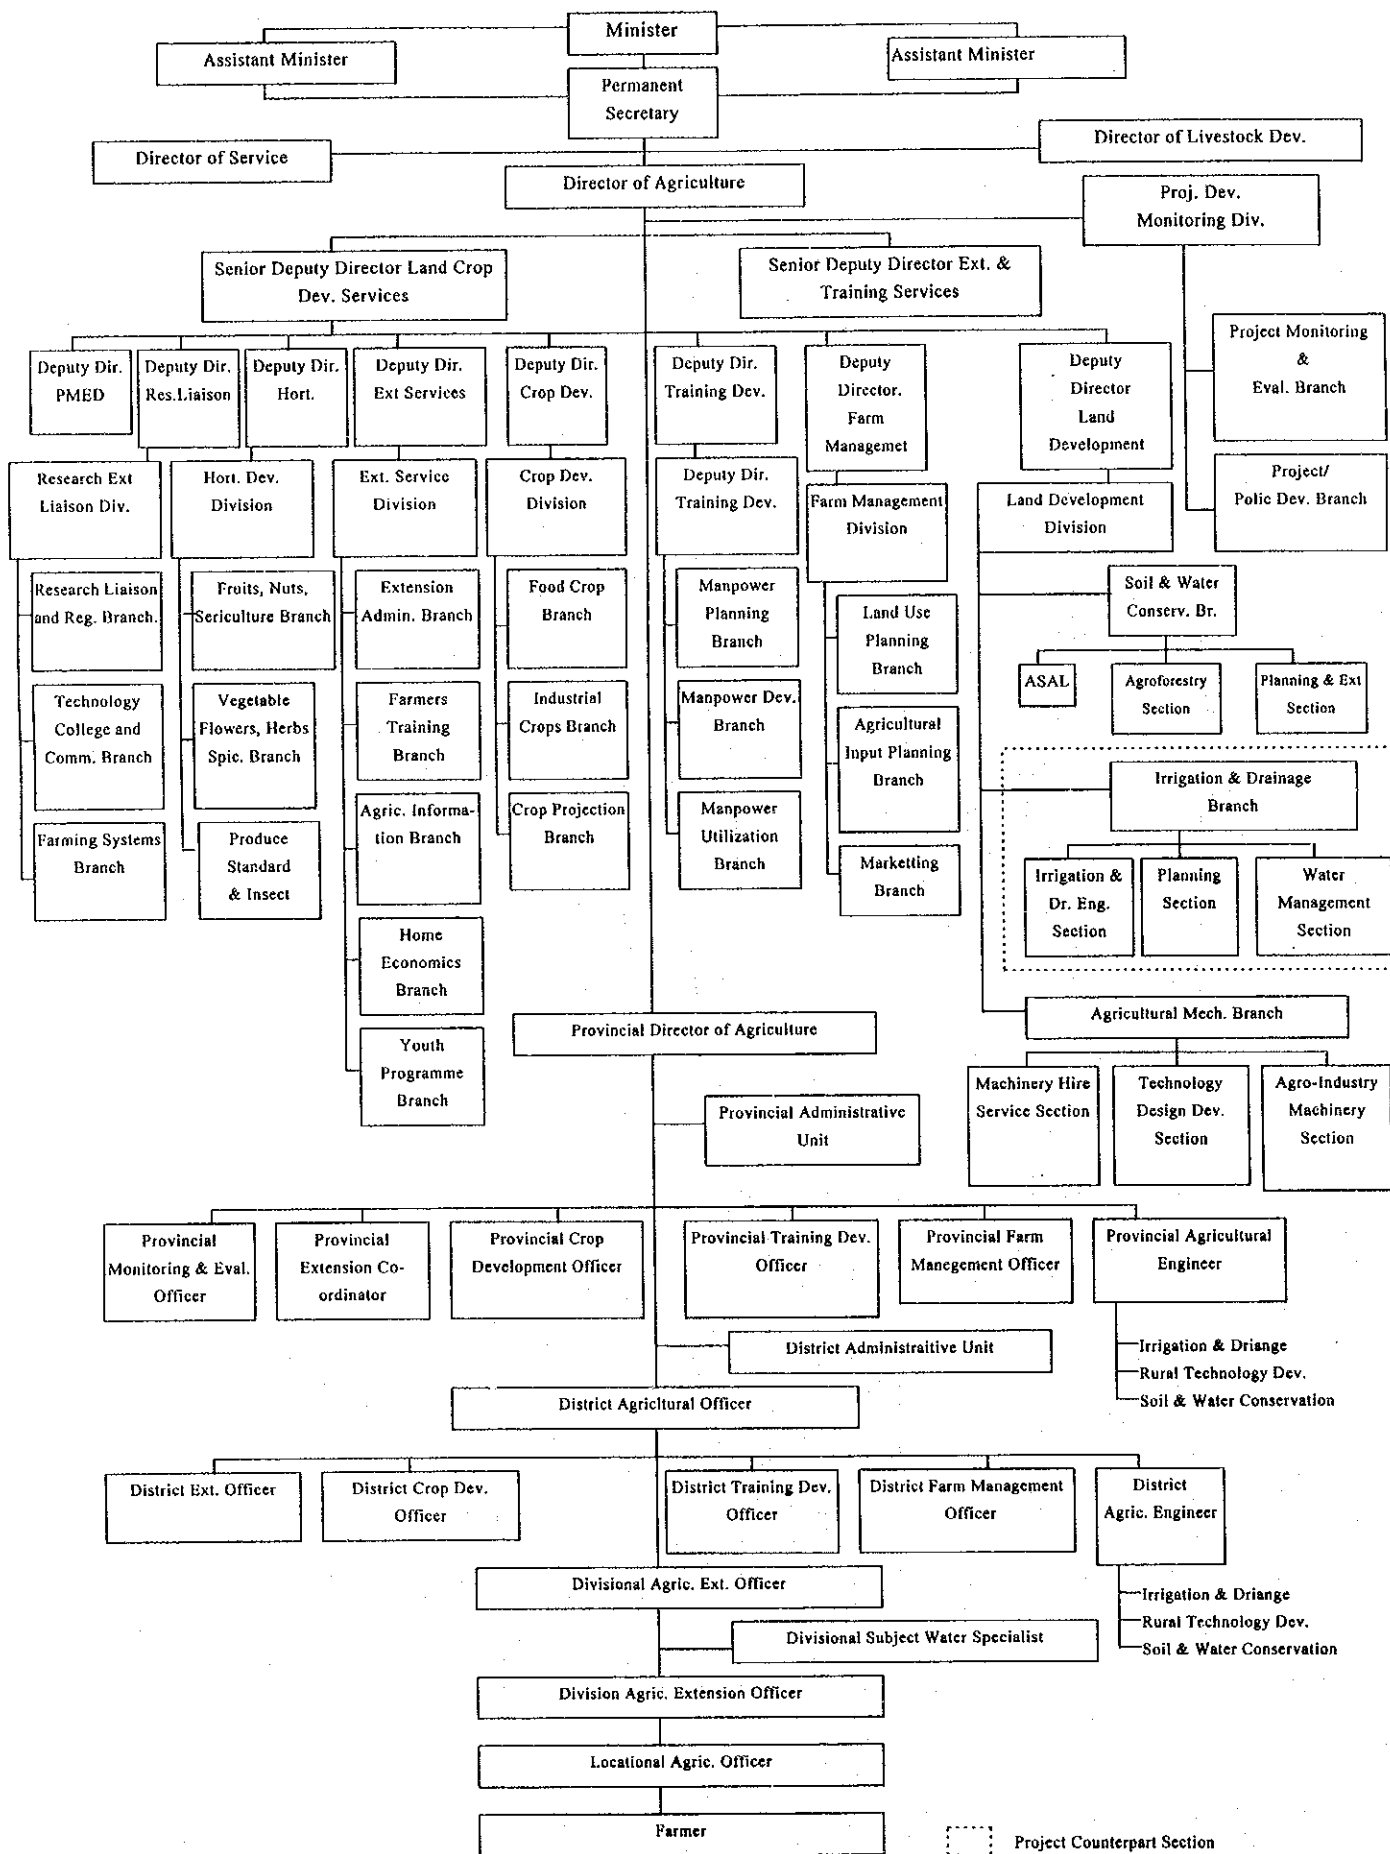 Minister
Assistant Minister
Assistant Minister
Permanent
Secretary
Director of Service
Director of Livestock Dev.
Director of Agriculture
Proj. Dev.
Monitoring Div.
Senior Deputy Director Land Crop
Dev. Services
Senior Deputy Director Ext. &
Training Services
Project Monitoring
&
Eval. Branch
Project/
Polic Dev. Branch
Deputy Dir.
PMED
Deputy Dir.
Res.Liaison
Deputy Dir.
Hort.
Deputy Dir.
Ext Services
Deputy Dir.
Crop Dev.
Deputy Dir.
Training Dev.
Deputy
Director.
Farm
Managemet
Deputy
Director
Land
Development
Research Ext
Liaison Div.
Hort. Dev.
Division
Ext. Service
Division
Crop Dev.
Division
Deputy Dir.
Training Dev.
Farm Management
Division
Land Development
Division
Research Liaison
and Reg. Branch.
Technology
College and
Comm. Branch
Farming Systems
Branch
Fruits, Nuts,
Sericulture Branch
Vegetable
Flowers, Herbs
Spic. Branch
Produce
Standard
& Insect
Extension
Admin. Branch
Farmers
Training
Branch
Agric. Informa-
tion Branch
Home
Economics
Branch
Youth
Programme
Branch
Food Crop
Branch
Industrial
Crops Branch
Crop Projection
Branch
Manpower
Planning
Branch
Manpower Dev.
Branch
Manpower
Utilization
Branch
Land Use
Planning
Branch
Agricultural
Input Planning
Branch
Marketting
Branch
Soil & Water
Conserv. Br.
ASAL
Agroforestry
Section
Planning & Ext
Section
Irrigation & Drainage
Branch
Irrigation &
Dr. Eng.
Section
Planning
Section
Water
Management
Section
Agricultural Mech. Branch
Machinery Hire
Service Section
Technology
Design Dev.
Section
Agro-Industry
Machinery
Section
Provincial Director of Agriculture
Provincial Administrative
Unit
Provincial
Monitoring & Eval.
Officer
Provincial
Extension Co-
ordinator
Provincial Crop
Development Officer
Provincial Training Dev.
Officer
Provincial Farm
Manegement Officer
Provincial Agricultural
Engineer
Irrigation & Driange
Rural Technology Dev.
Soil & Water Conservation
District Administraitive Unit
District Agricltural Officer
District Ext. Officer
District Crop Dev.
Officer
District Training Dev.
Officer
District Farm Management
Officer
District
Agric. Engineer
Irrigation & Driange
Rural Technology Dev.
Soil & Water Conservation
Divisional Agric. Ext. Officer
Divisional Subject Water Specialist
Division Agric. Extension Officer
Locational Agric. Officer
Farmer
Project Counterpart Section